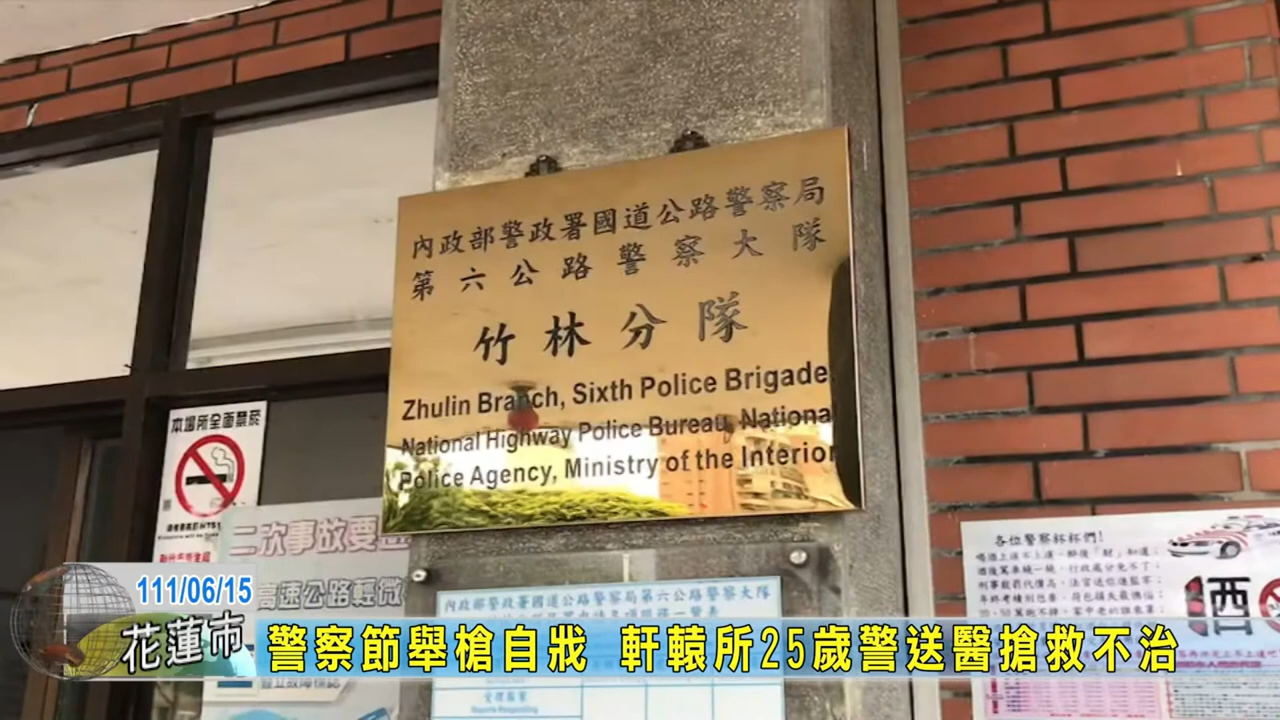 內政部警政署國道公路警察局
第六公路警察大隊
竹林分隊
Zhulin Branch, Sixth Police Brigade,
National Highway Police Bureau, National
Police Agency, Ministry of the Interior
本場所全面禁菸
二次事故要
高速公路輕微
內政部警政署國道公路警察局第六公路警察大隊
受理報案
各位警察杯杯們!
酒
111/06/15
花蓮市
警察節舉槍自戕 軒轅所25歲警送醫搶救不治